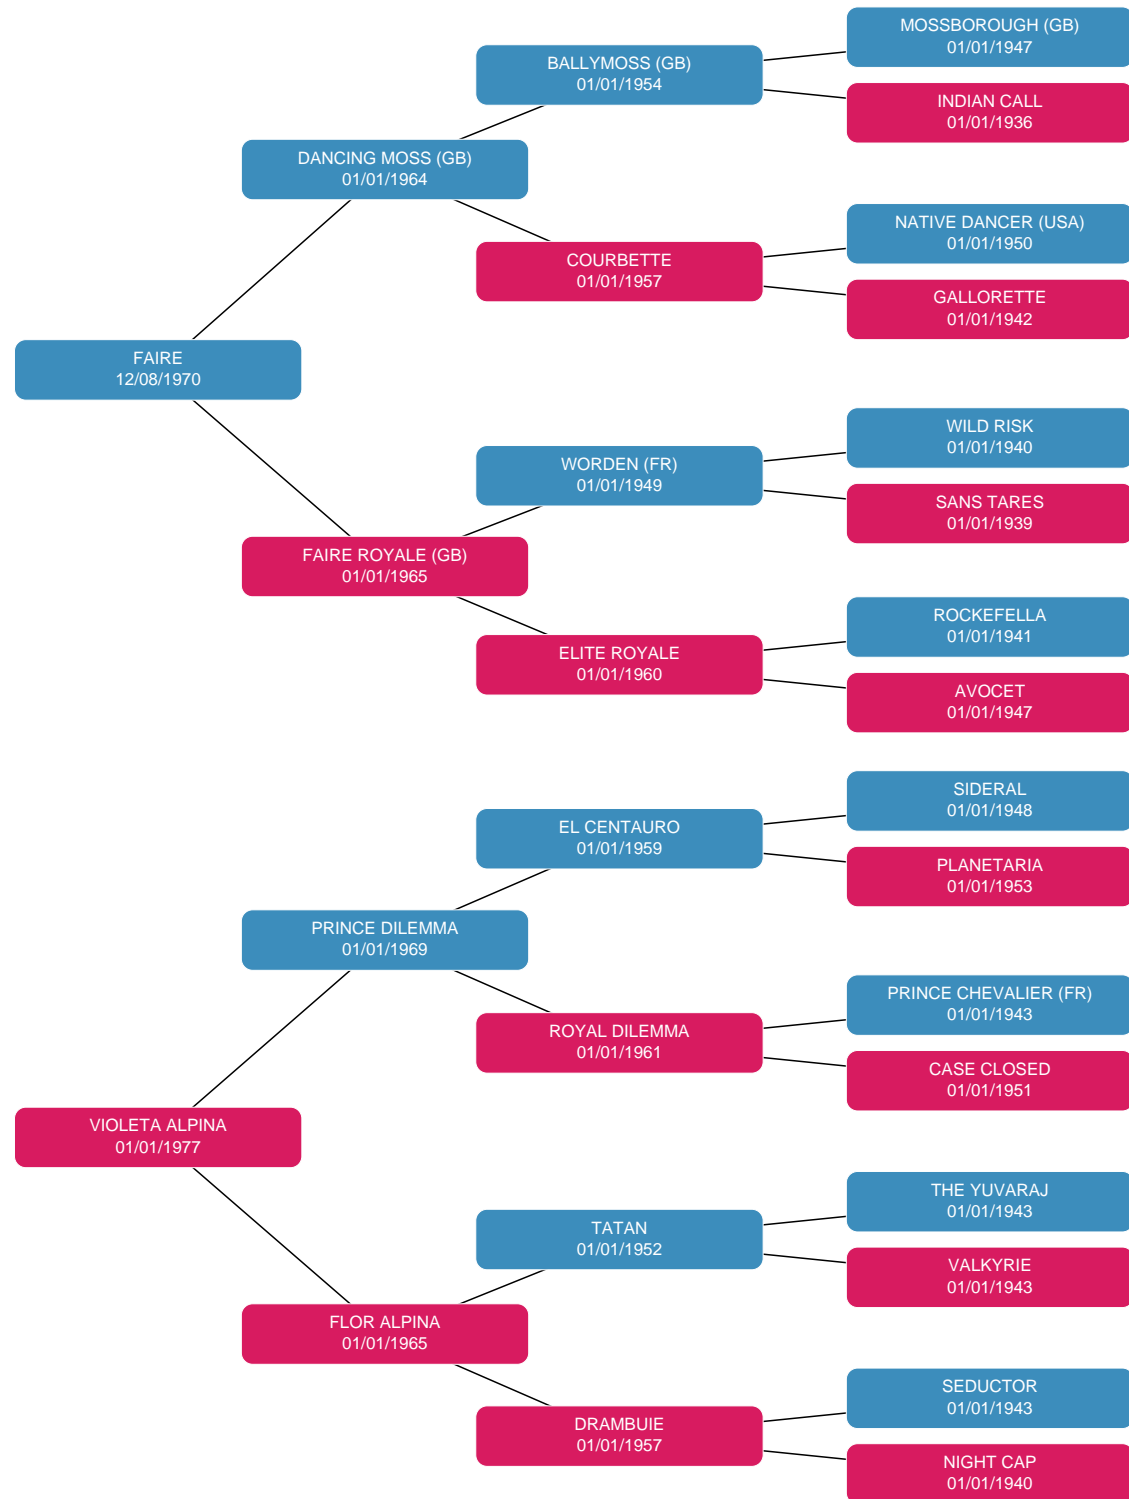 MOSSBOROUGH (GB)
01/01/1947
BALLYMOSS (GB)
01/01/1954
INDIAN CALL
01/01/1936
DANCING MOSS (GB)
01/01/1964
NATIVE DANCER (USA)
01/01/1950
COURBETTE
01/01/1957
GALLORETTE
01/01/1942
FAIRE
12/08/1970
WILD RISK
01/01/1940
WORDEN (FR)
01/01/1949
SANS TARES
01/01/1939
FAIRE ROYALE (GB)
01/01/1965
ROCKEFELLA
01/01/1941
ELITE ROYALE
01/01/1960
AVOCET
01/01/1947
SIDERAL
01/01/1948
EL CENTAURO
01/01/1959
PLANETARIA
01/01/1953
PRINCE DILEMMA
01/01/1969
PRINCE CHEVALIER (FR)
01/01/1943
ROYAL DILEMMA
01/01/1961
CASE CLOSED
01/01/1951
VIOLETA ALPINA
01/01/1977
THE YUVARAJ
01/01/1943
TATAN
01/01/1952
VALKYRIE
01/01/1943
FLOR ALPINA
01/01/1965
SEDUCTOR
01/01/1943
DRAMBUIE
01/01/1957
NIGHT CAP
01/01/1940